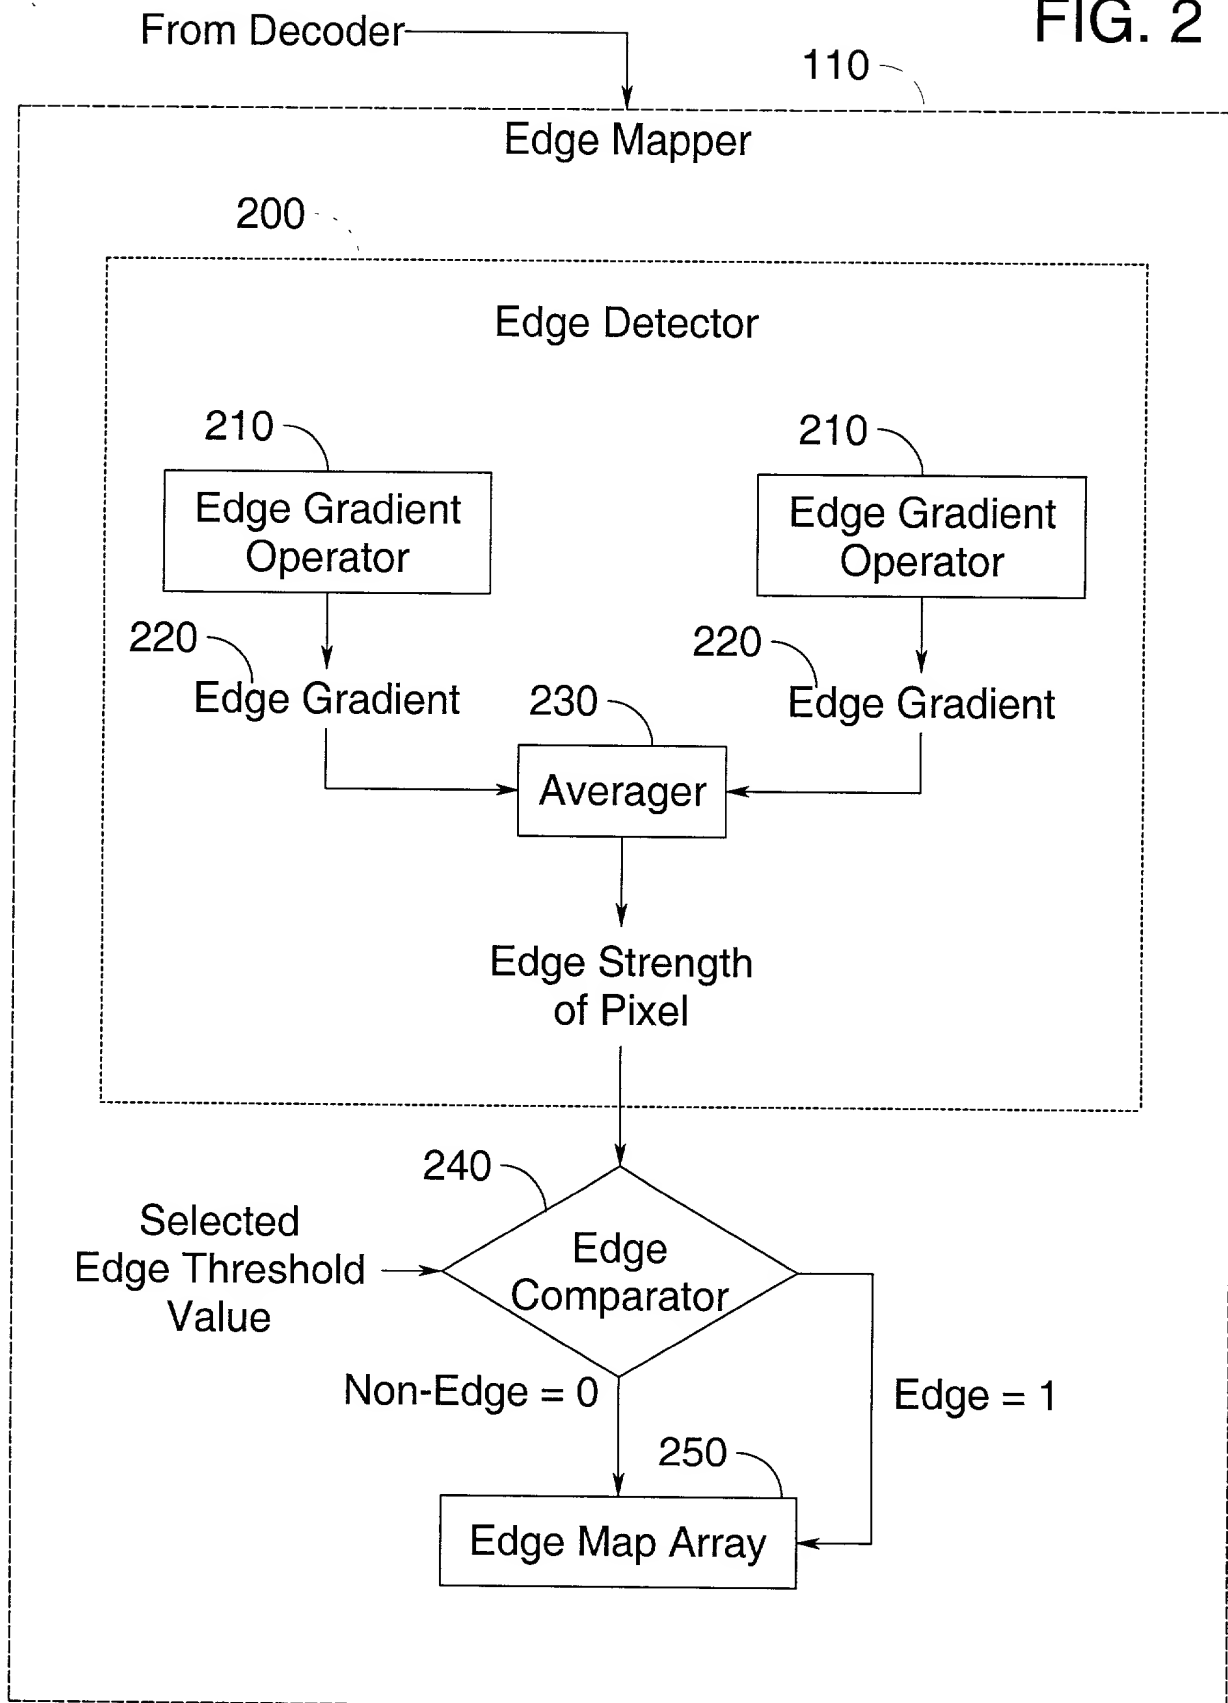 FIG. 2
From Decoder
110
Edge Mapper
200
Edge Detector
210
210
Edge Gradient
Operator
Edge Gradient
Operator
220
220
Edge Gradient
Edge Gradient
230
Averager
Edge Strength
of Pixel
240
Selected
Edge Threshold
Value
Edge
Comparator
Non-Edge = 0
Edge = 1
250
Edge Map Array